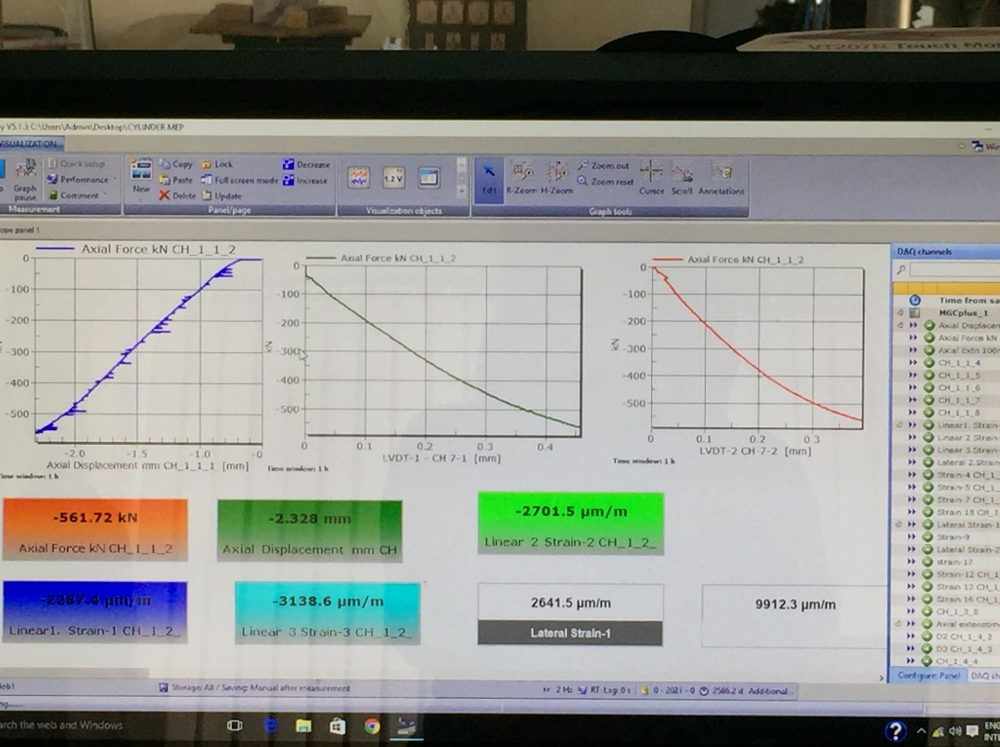 VT207N Touch Mo
y V5.1.3 C:\Users\Admin\Desktop\CYLINDER.MEP
VISUALIZATION
Win
Quick setup
Copy
Lock
Decrease
Zoom out
Graph pause
Performance
New
Paste
Full screen mode
Increase
1.2 V
Edit
R-Zoom
H-Zoom
Zoom reset
Cursor
Scroll
Annotations
Comment
Delete
Update
Measurement
Panel/page
Visualization objects
Graph tools
ope panel 1
DAQ channels
Axial Force kN CH_1_1_2
0
-100
-200
-300
-400
-500
-2.0
-1.5
-1.0
-0
Axial Displacement mm CH_1_1_1 [mm]
Time window: 1 h
Axial Force kN CH_1_1_2
kN
0
-100
-200
-300
-400
-500
0
0.1
0.2
0.3
0.4
LVDT-1 - CH 7-1 [mm]
Time window: 1 h
Axial Force kN CH_1_1_2
kN
0
-100
-200
-300
-400
-500
0
0.1
0.2
0.3
LVDT-2 CH 7-2 [mm]
Time window: 1 h
-561.72 kN
Axial Force kN CH_1_1_2
-2.328 mm
Axial Displacement mm CH
-2701.5 µm/m
Linear 2 Strain-2 CH_1_2_
Linear1. Strain-1 CH_1_2_
-3138.6 µm/m
Linear 3.Strain-3 CH_1_2_
2641.5 µm/m
Lateral Strain-1
9912.3 µm/m
Time from sa
MGCplus_1
Axial Displacem
Axial Force kN
Axial Extn 100
CH_1_1_4
CH_1_1_5
CH_1_1_6
CH_1_1_7
CH_1_1_8
Linear1. Strain-
Linear 2 Strain
Linear 3.Strain-
Lateral 2.Strain
Strain-4 CH_1_
Strain-5 CH_1_
Strain-7 CH_1_
Strain 18 CH_1
Lateral Strain-1
Strain-9
Lateral Strain-2
strain-17
Strain-12 CH_1
Strain 13 CH_1
Strain 16 CH_1
CH_1_3_8
Axial extension
D2 CH_1_4_2
D3 CH_1_4_3
CH_1_4_4
Configure Panel
DAQ ch
Job1
Storage: All / Saving: Manual after measurement
2 Hz
RT Lag: 0 s
0 - 2021 - 0
2566.2 d
Additional...
arch the web and Windows
ENG
INTL